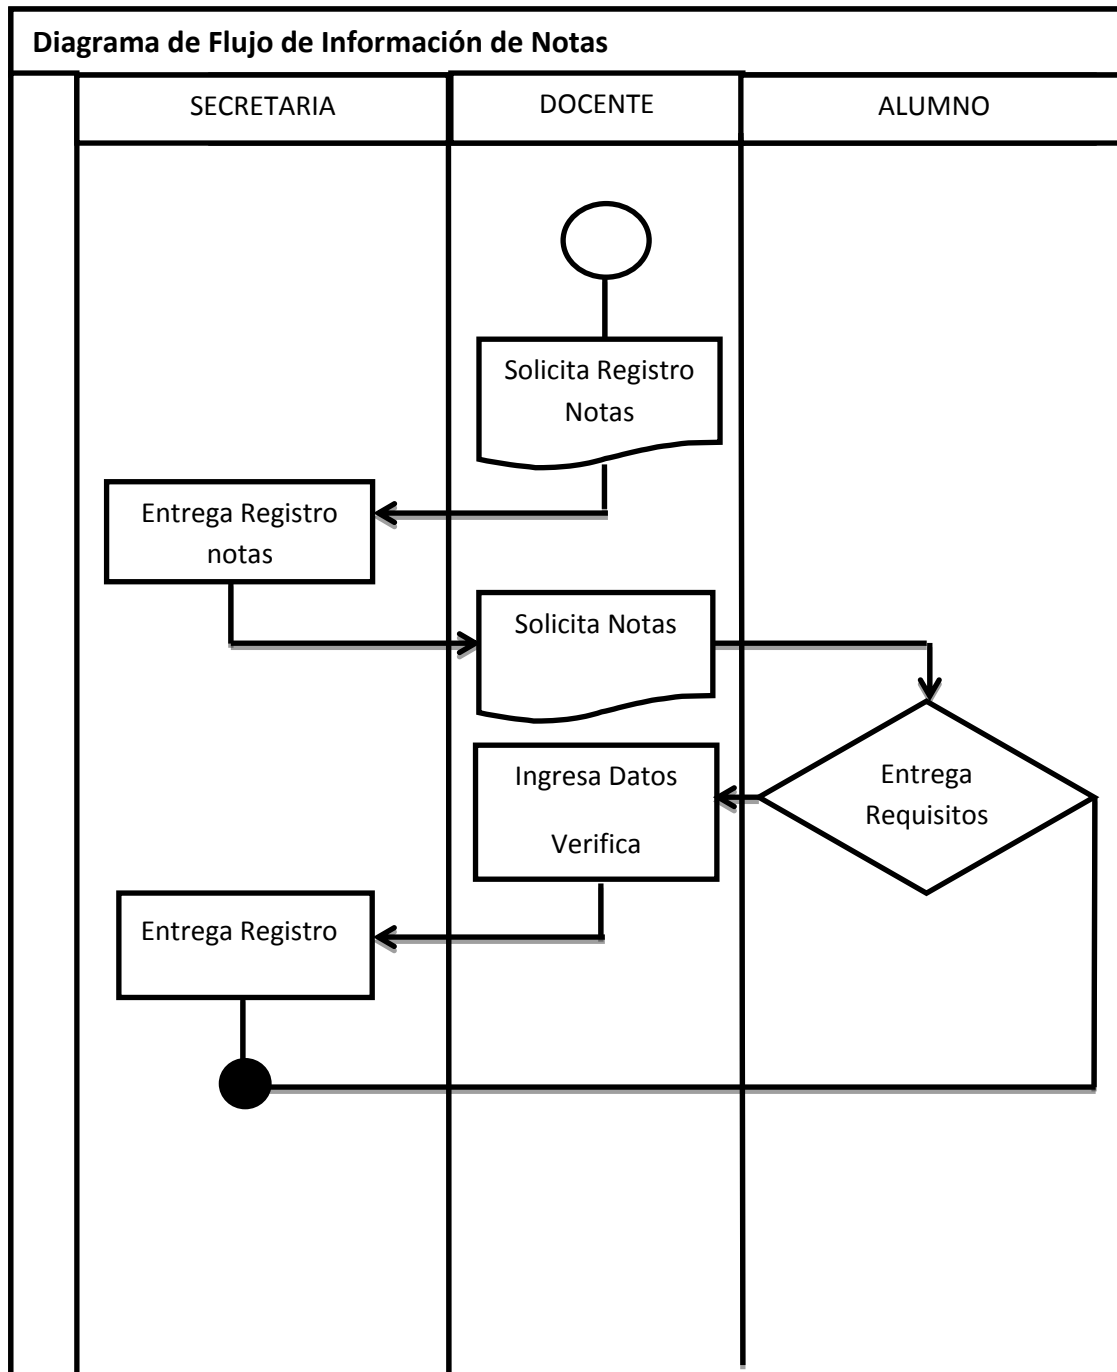 Diagrama de Flujo de Información de Notas
SECRETARIA
DOCENTE
ALUMNO
Solicita Registro
Notas
Entrega Registro
notas
Solicita Notas
Entrega
Requisitos
Ingresa Datos
Verifica
Entrega Registro